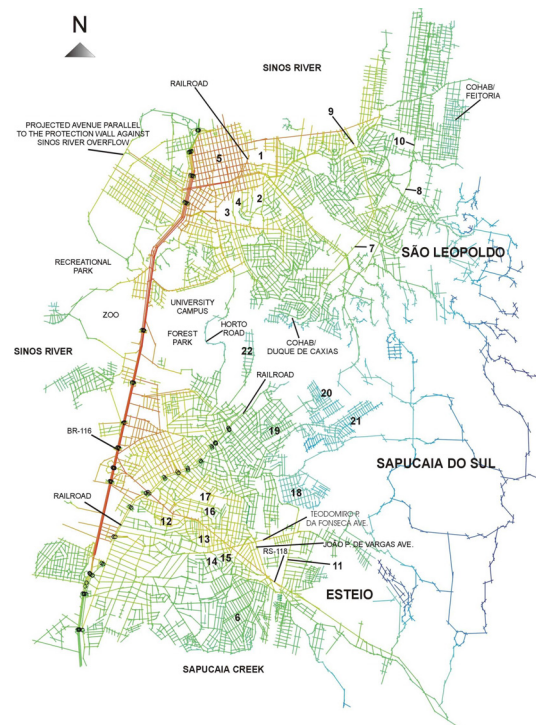 N
SINOS RIVER
RAILROAD
COHAB/
FEITORIA
PROJECTED AVENUE PARALLEL
TO THE PROTECTION WALL AGAINST
SINOS RIVER OVERFLOW
9
10
5
1
8
2
4
3
7
SÃO LEOPOLDO
RECREATIONAL
PARK
UNIVERSITY
CAMPUS
ZOO
FOREST
PARK
HORTO
ROAD
COHAB/
DUQUE DE CAXIAS
SINOS RIVER
22
RAILROAD
20
21
19
BR-116
SAPUCAIA DO SUL
18
RAILROAD
17
16
12
TEODOMIRO P.
DA FONSECA AVE.
13
JOÃO P. DE VARGAS AVE.
RS-118
14
15
11
ESTEIO
6
SAPUCAIA CREEK